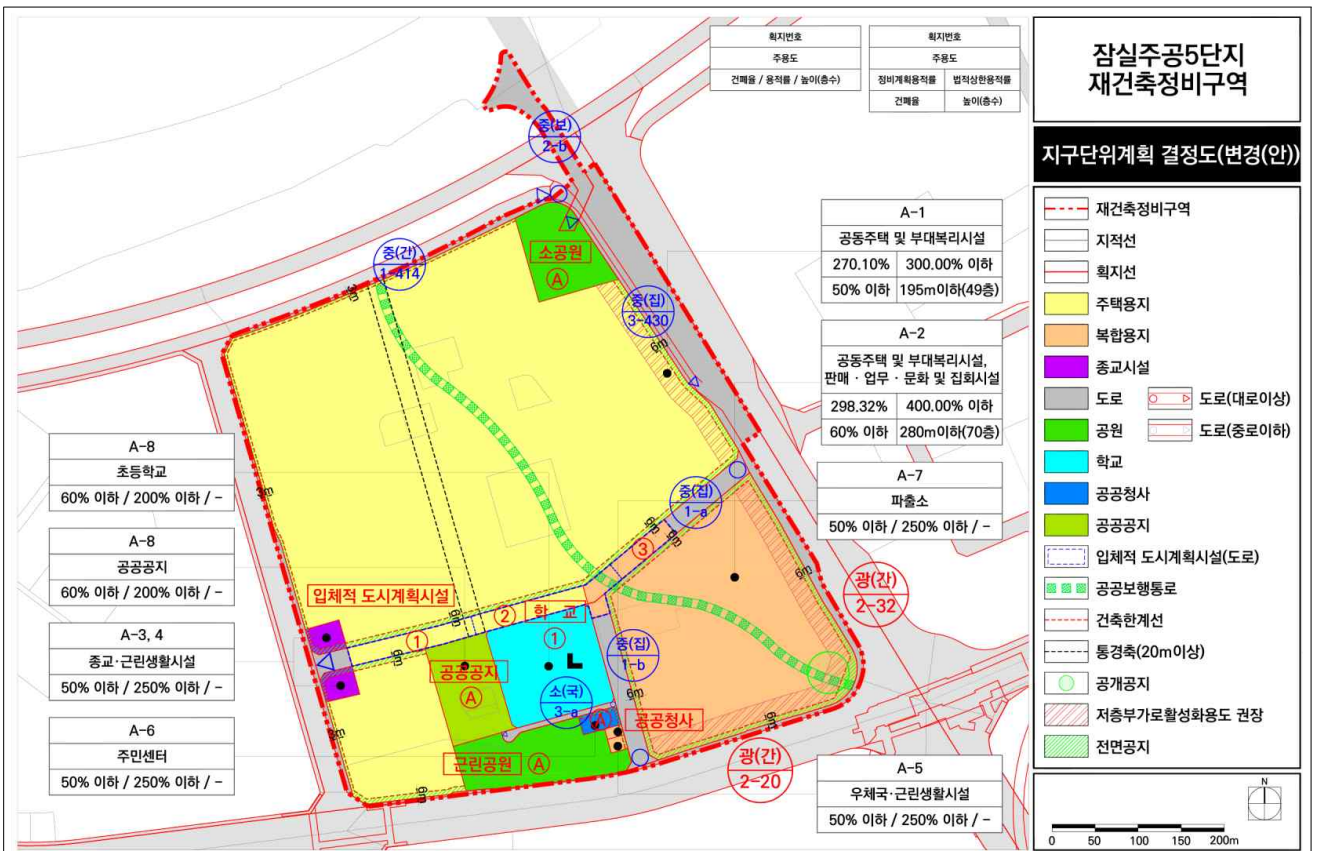 획지번호
주용도
건폐율 / 용적률 / 높이(층수)
획지번호
주용도
정비계획용적률 법적상한용적률
건폐율 높이(층수)
잠실주공5단지
재건축정비구역
지구단위계획 결정도(변경(안))
재건축정비구역
지적선
획지선
주택용지
복합용지
종교시설
도로
도로(대로이상)
공원
도로(중로이하)
학교
공공청사
공공공지
입체적 도시계획시설(도로)
공공보행통로
건축한계선
통경축(20m이상)
공개공지
저층부가로활성화용도 권장
전면공지
N
0 50 100 150 200m
A-1
공동주택 및 부대복리시설
270.10% 300.00% 이하
50% 이하 195m이하(49층)
A-2
공동주택 및 부대복리시설,
판매 · 업무 · 문화 및 집회시설
298.32% 400.00% 이하
60% 이하 280m이하(70층)
A-7
파출소
50% 이하 / 250% 이하 / -
A-5
우체국·근린생활시설
50% 이하 / 250% 이하 / -
A-8
초등학교
60% 이하 / 200% 이하 / -
A-8
공공공지
60% 이하 / 200% 이하 / -
A-3, 4
종교·근린생활시설
50% 이하 / 250% 이하 / -
A-6
주민센터
50% 이하 / 250% 이하 / -
중(보)
2-b
중(간)
1-414
소공원
A
중(집)
3-430
3m
6m
3m
중(집)
1-a
6m
6m
3
입체적 도시계획시설
6m
2
학 교
1
1
6m
6m
광(간)
2-32
중(집)
1-b
공공공지
A
소(국)
3-a
6m
A
공공청사
3m
근린공원
A
6m
6m
광(간)
2-20